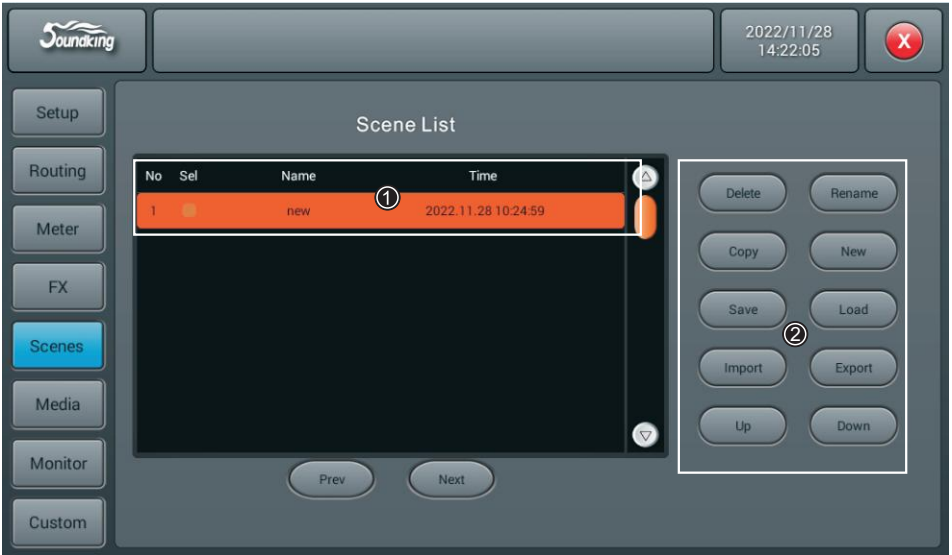 Soundking
2022/11/28
14:22:05
X
Setup
Routing
Meter
FX
Scenes
Media
Monitor
Custom
Scene List
No Sel Name Time
1 new 2022.11.28 10:24:59
①
Prev Next
Delete Rename
Copy New
Save Load
②
Import Export
Up Down